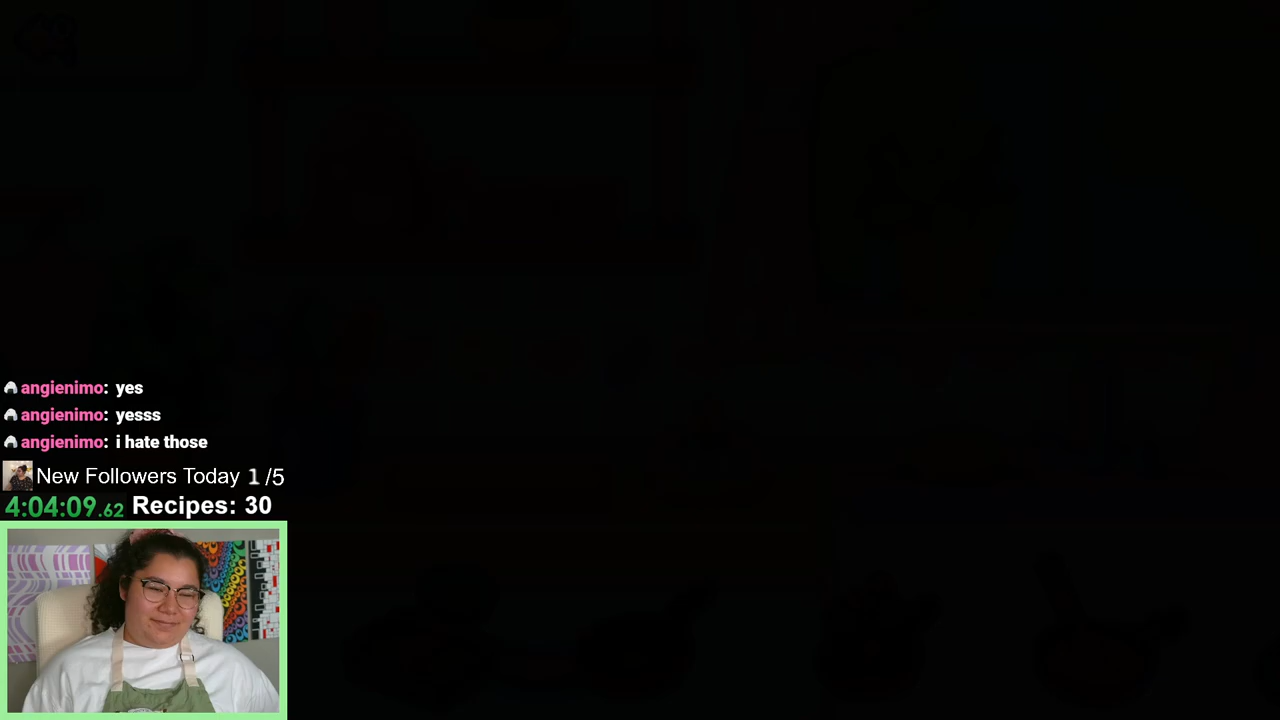 angienimo: yes
angienimo: yesss
angienimo: i hate those
New Followers Today 1 /5
4:04:09.62 Recipes: 30